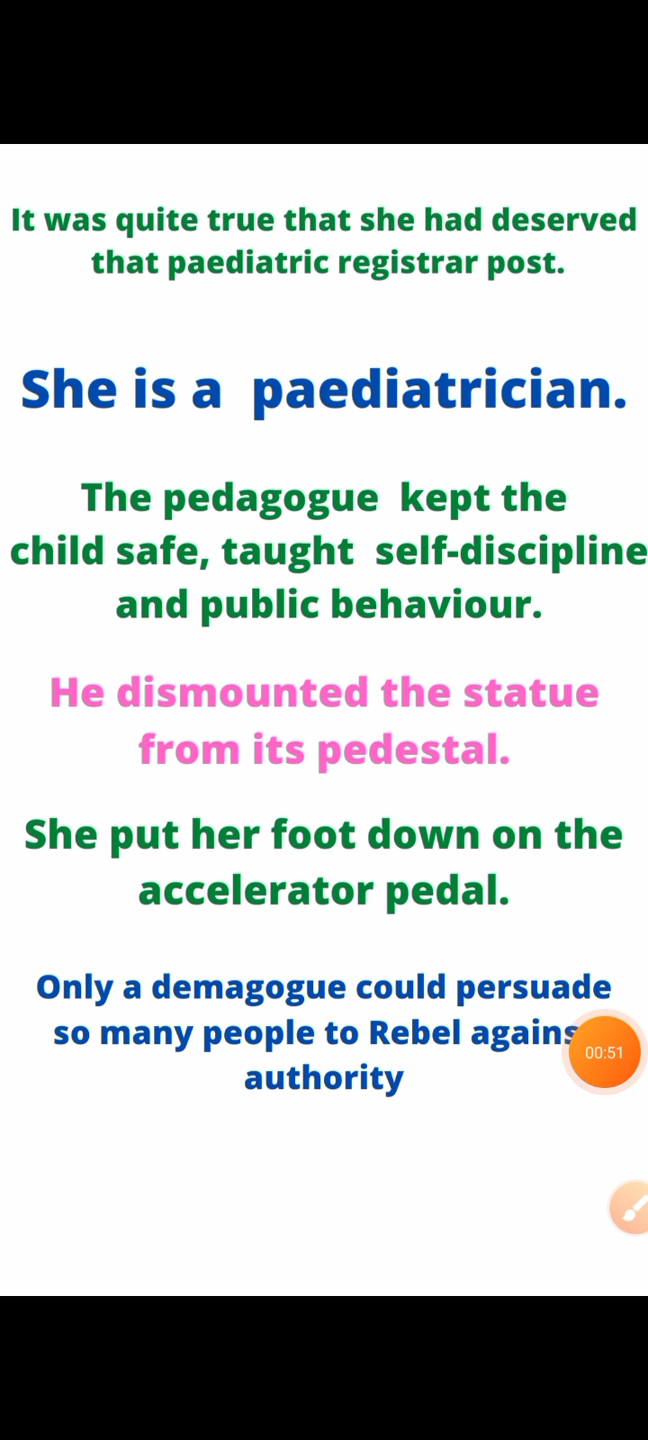 It was quite true that she had deserved
that paediatric registrar post.
She is a paediatrician.
The pedagogue kept the
child safe, taught self-discipline
and public behaviour.
He dismounted the statue
from its pedestal.
She put her foot down on the
accelerator pedal.
Only a demagogue could persuade
so many people to Rebel agains
00:51
authority